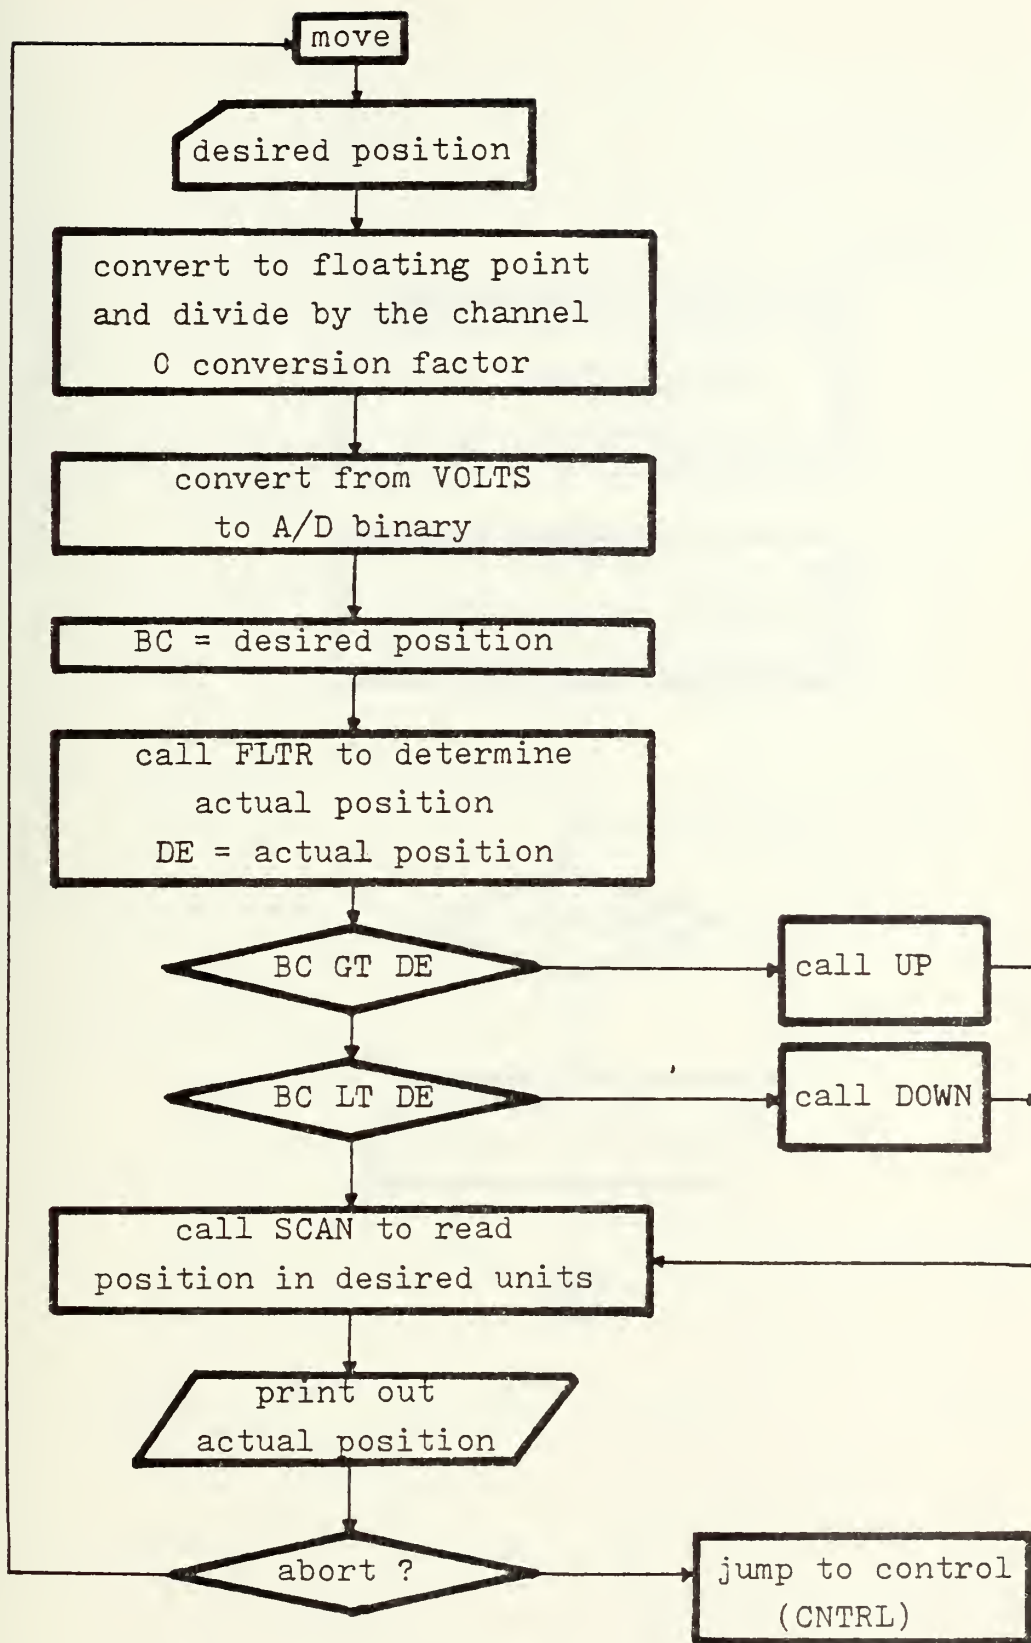 move
desired position
convert to floating point
and divide by the channel
0 conversion factor
convert from VOLTS
to A/D binary
BC = desired position
call FLTR to determine
actual position
DE = actual position
BC GT DE
call UP
BC LT DE
call DOWN
call SCAN to read
position in desired units
print out
actual position
abort ?
jump to control
(CNTRL)